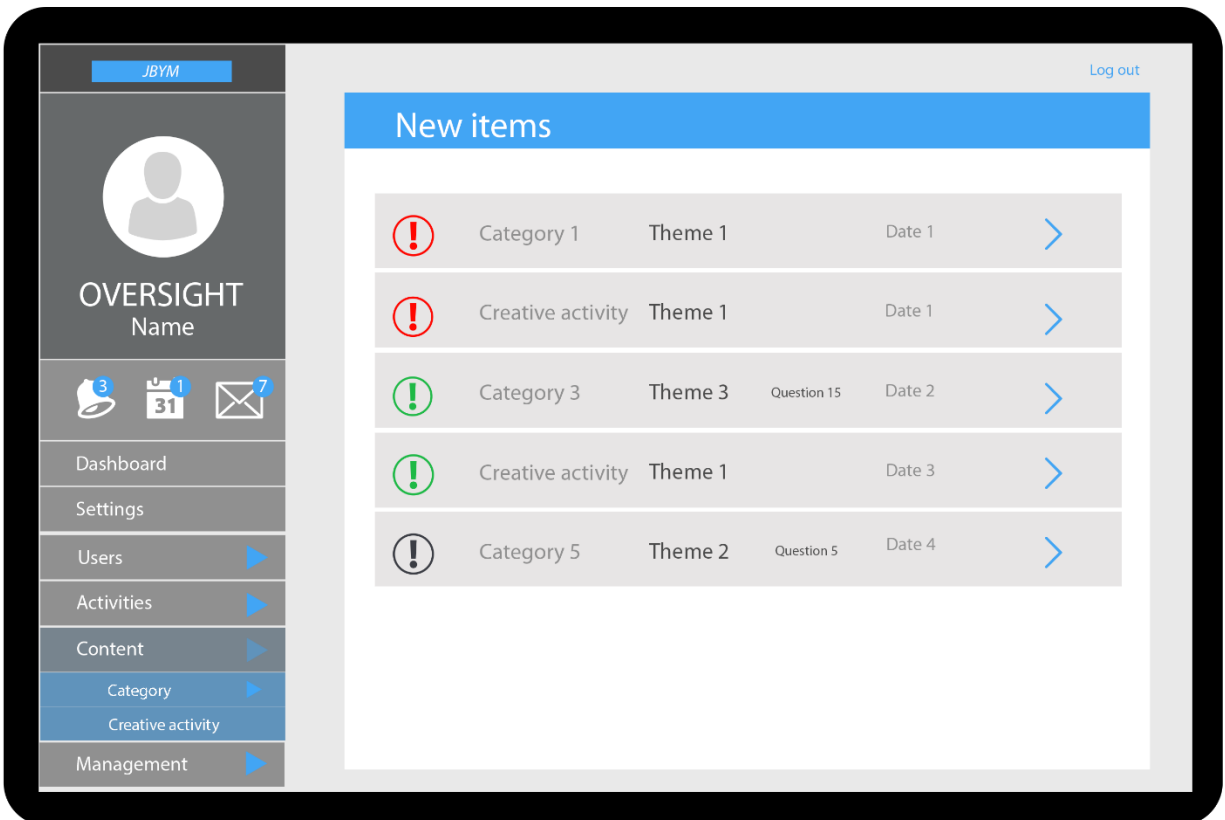 JBYM
Log out
OVERSIGHT
Name
3
1
31
7
Dashboard
Settings
Users
Activities
Content
Category
Creative activity
Management
New items
Category 1 Theme 1 Date 1
Creative activity Theme 1 Date 1
Category 3 Theme 3 Question 15 Date 2
Creative activity Theme 1 Date 3
Category 5 Theme 2 Question 5 Date 4